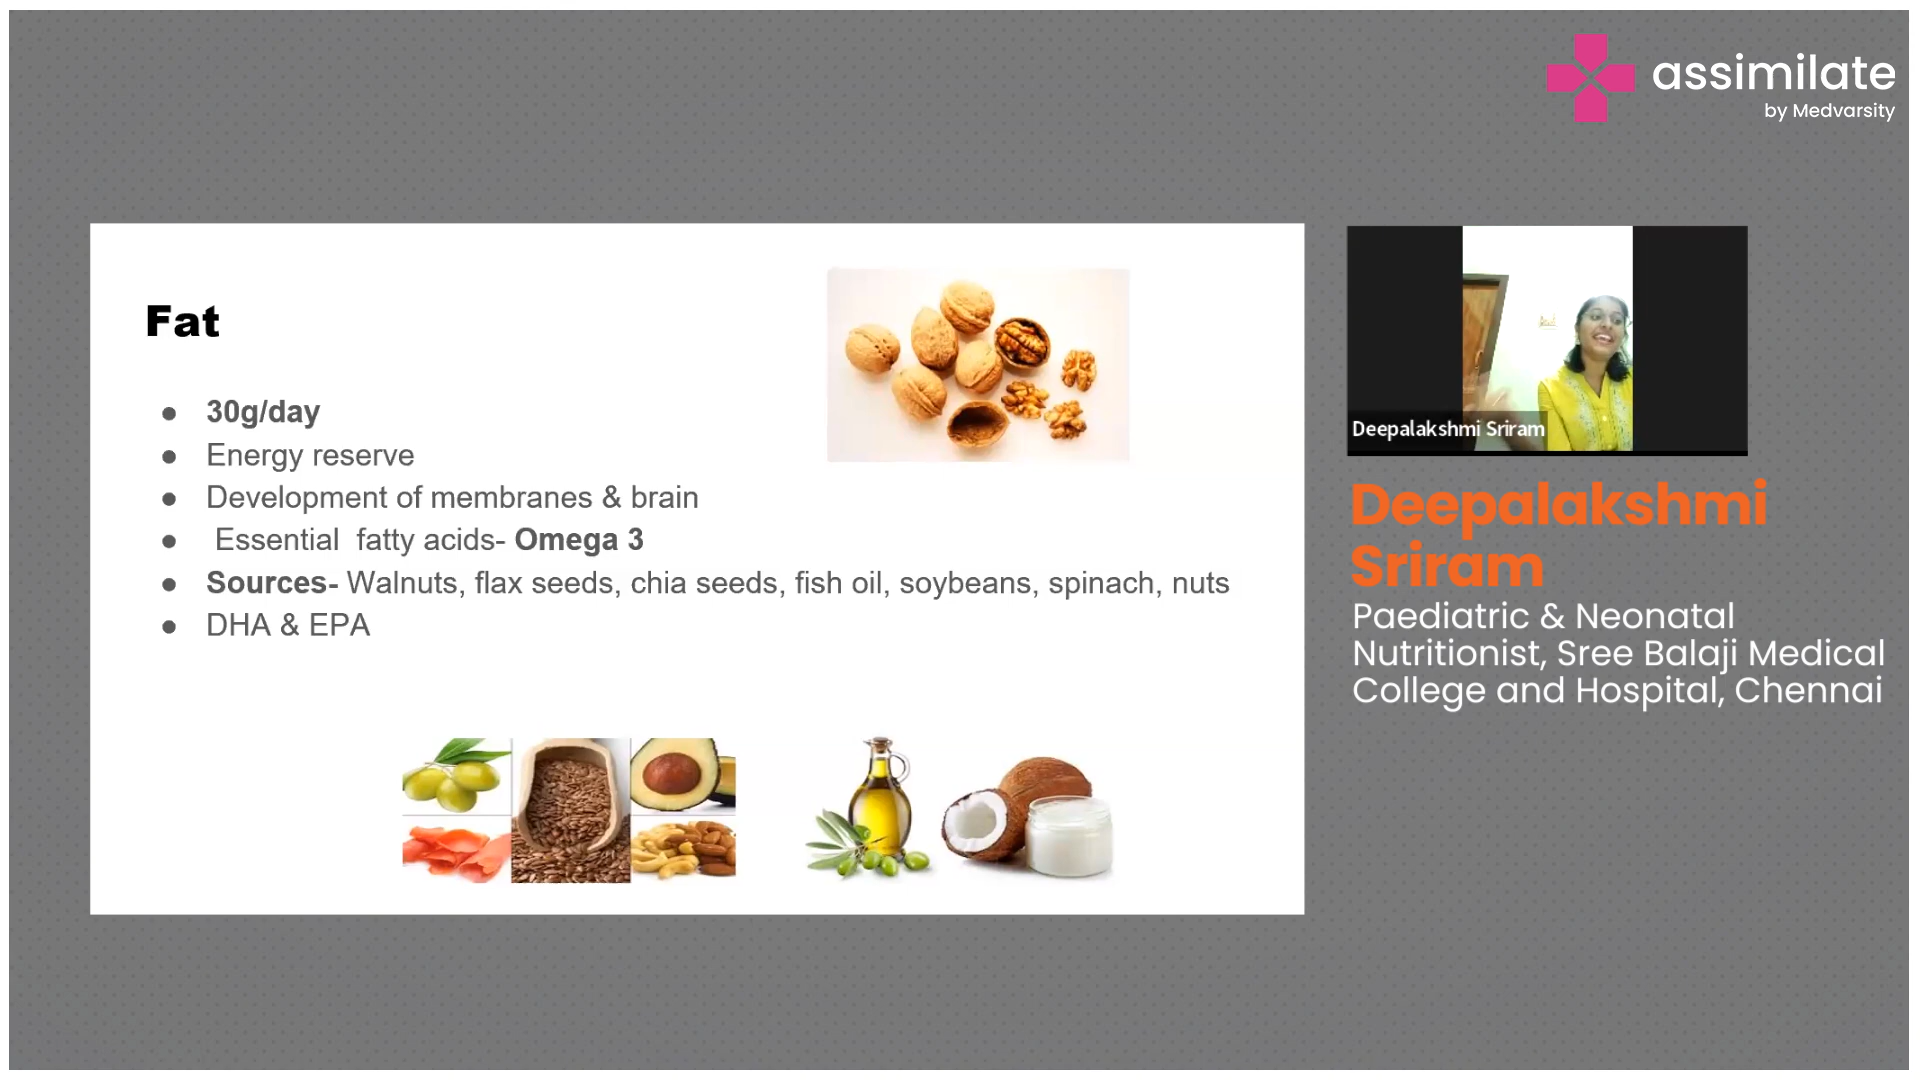 assimilate
by Medvarsity
Fat
30g/day
Energy reserve
Development of membranes & brain
Essential fatty acids- Omega 3
Sources- Walnuts, flax seeds, chia seeds, fish oil, soybeans, spinach, nuts
DHA & EPA
Deepalakshmi Sriram
Deepalakshmi
Sriram
Paediatric & Neonatal
Nutritionist, Sree Balaji Medical
College and Hospital, Chennai